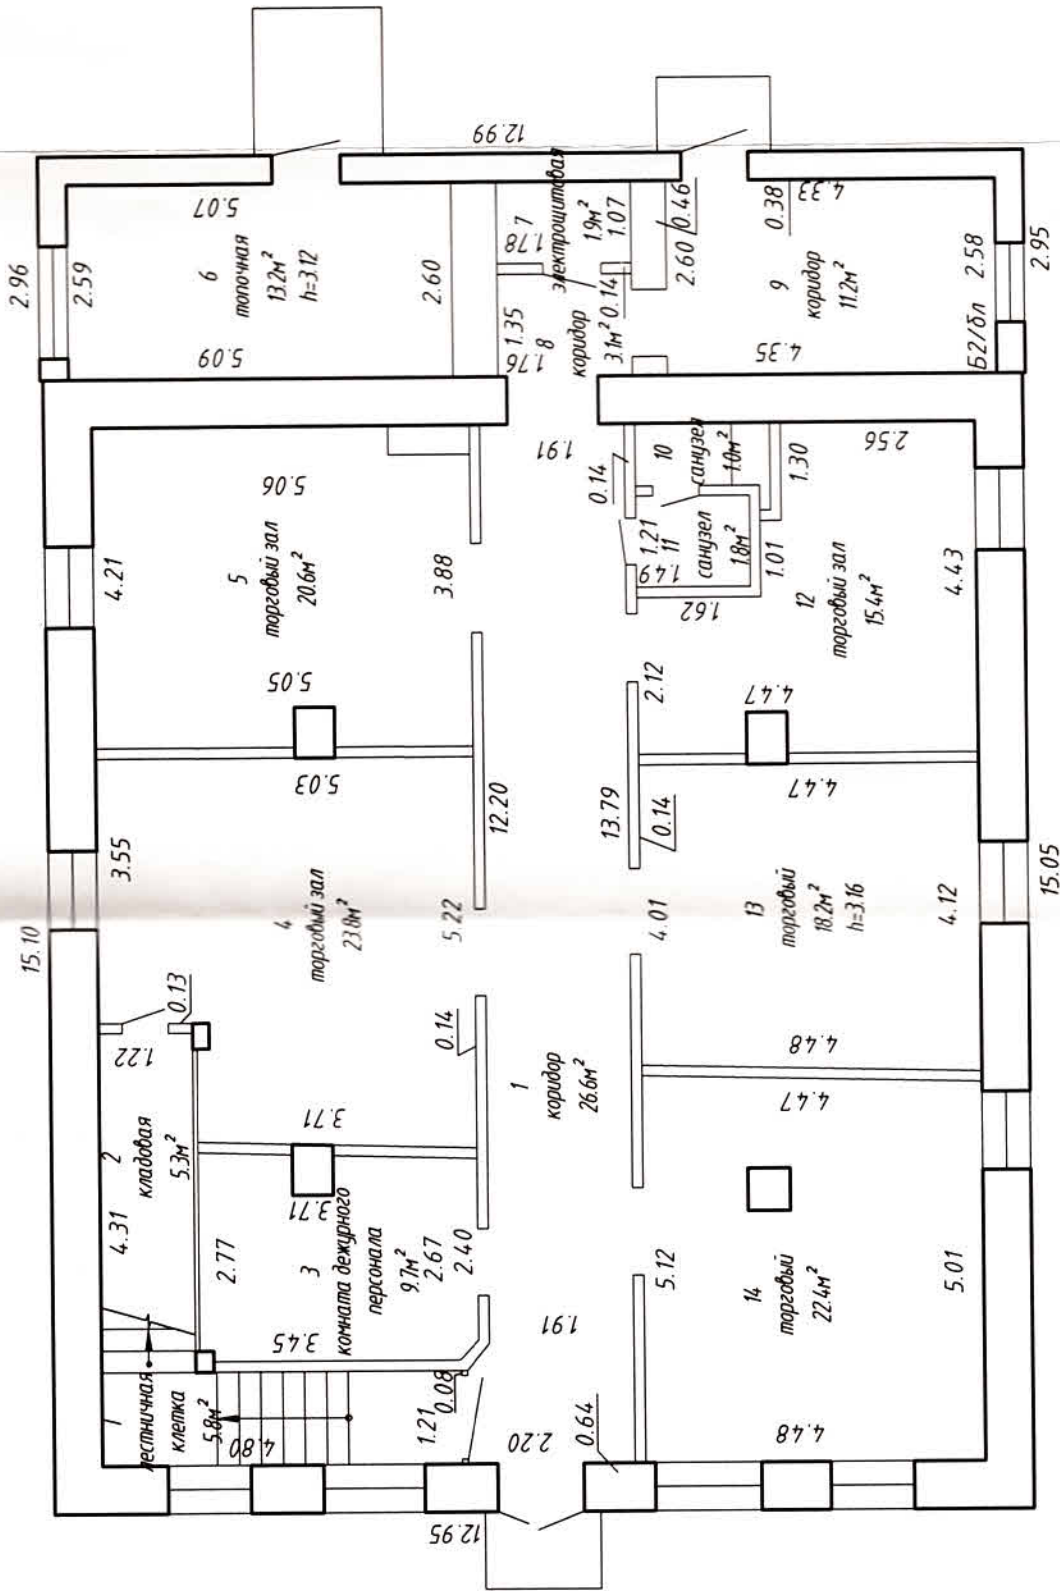 12.99
5.07
2.96
2.59
6
топочная
13.2м²
h=3.12
2.60
5.09
1.78
7
электрощитовая
1.9м²
1.07
0.46
0.38
4.33
2.60
9
коридор
11.2м²
2.58
2.95
Б2/бл
4.35
1.35
1.76
8
коридор
3.1м²
0.14
1.91
0.14
10
санузел
1.0м²
1.30
2.56
5.06
4.21
5
торговый зал
20.6м²
3.88
5.05
1.21
1.49
11
санузел
1.8м²
1.01
1.62
12
торговый зал
15.4м²
4.43
2.12
4.47
5.03
12.20
13.79
0.14
4.47
3.55
15.10
4
торговый зал
23.8м²
5.22
4.01
13
торговый
18.2м²
h=3.16
4.12
15.05
0.13
1.22
0.14
3.71
4.48
4.47
1
коридор
26.6м²
2
кладовая
5.3м²
4.31
3.71
2.77
3
комната дежурного
персонала
9.7м²
2.67
2.40
3.45
5.12
14
торговый
22.4м²
5.01
1.91
I
лестничная
клетка
5.8м²
4.80
1.21
0.08
2.20
0.64
4.48
12.95